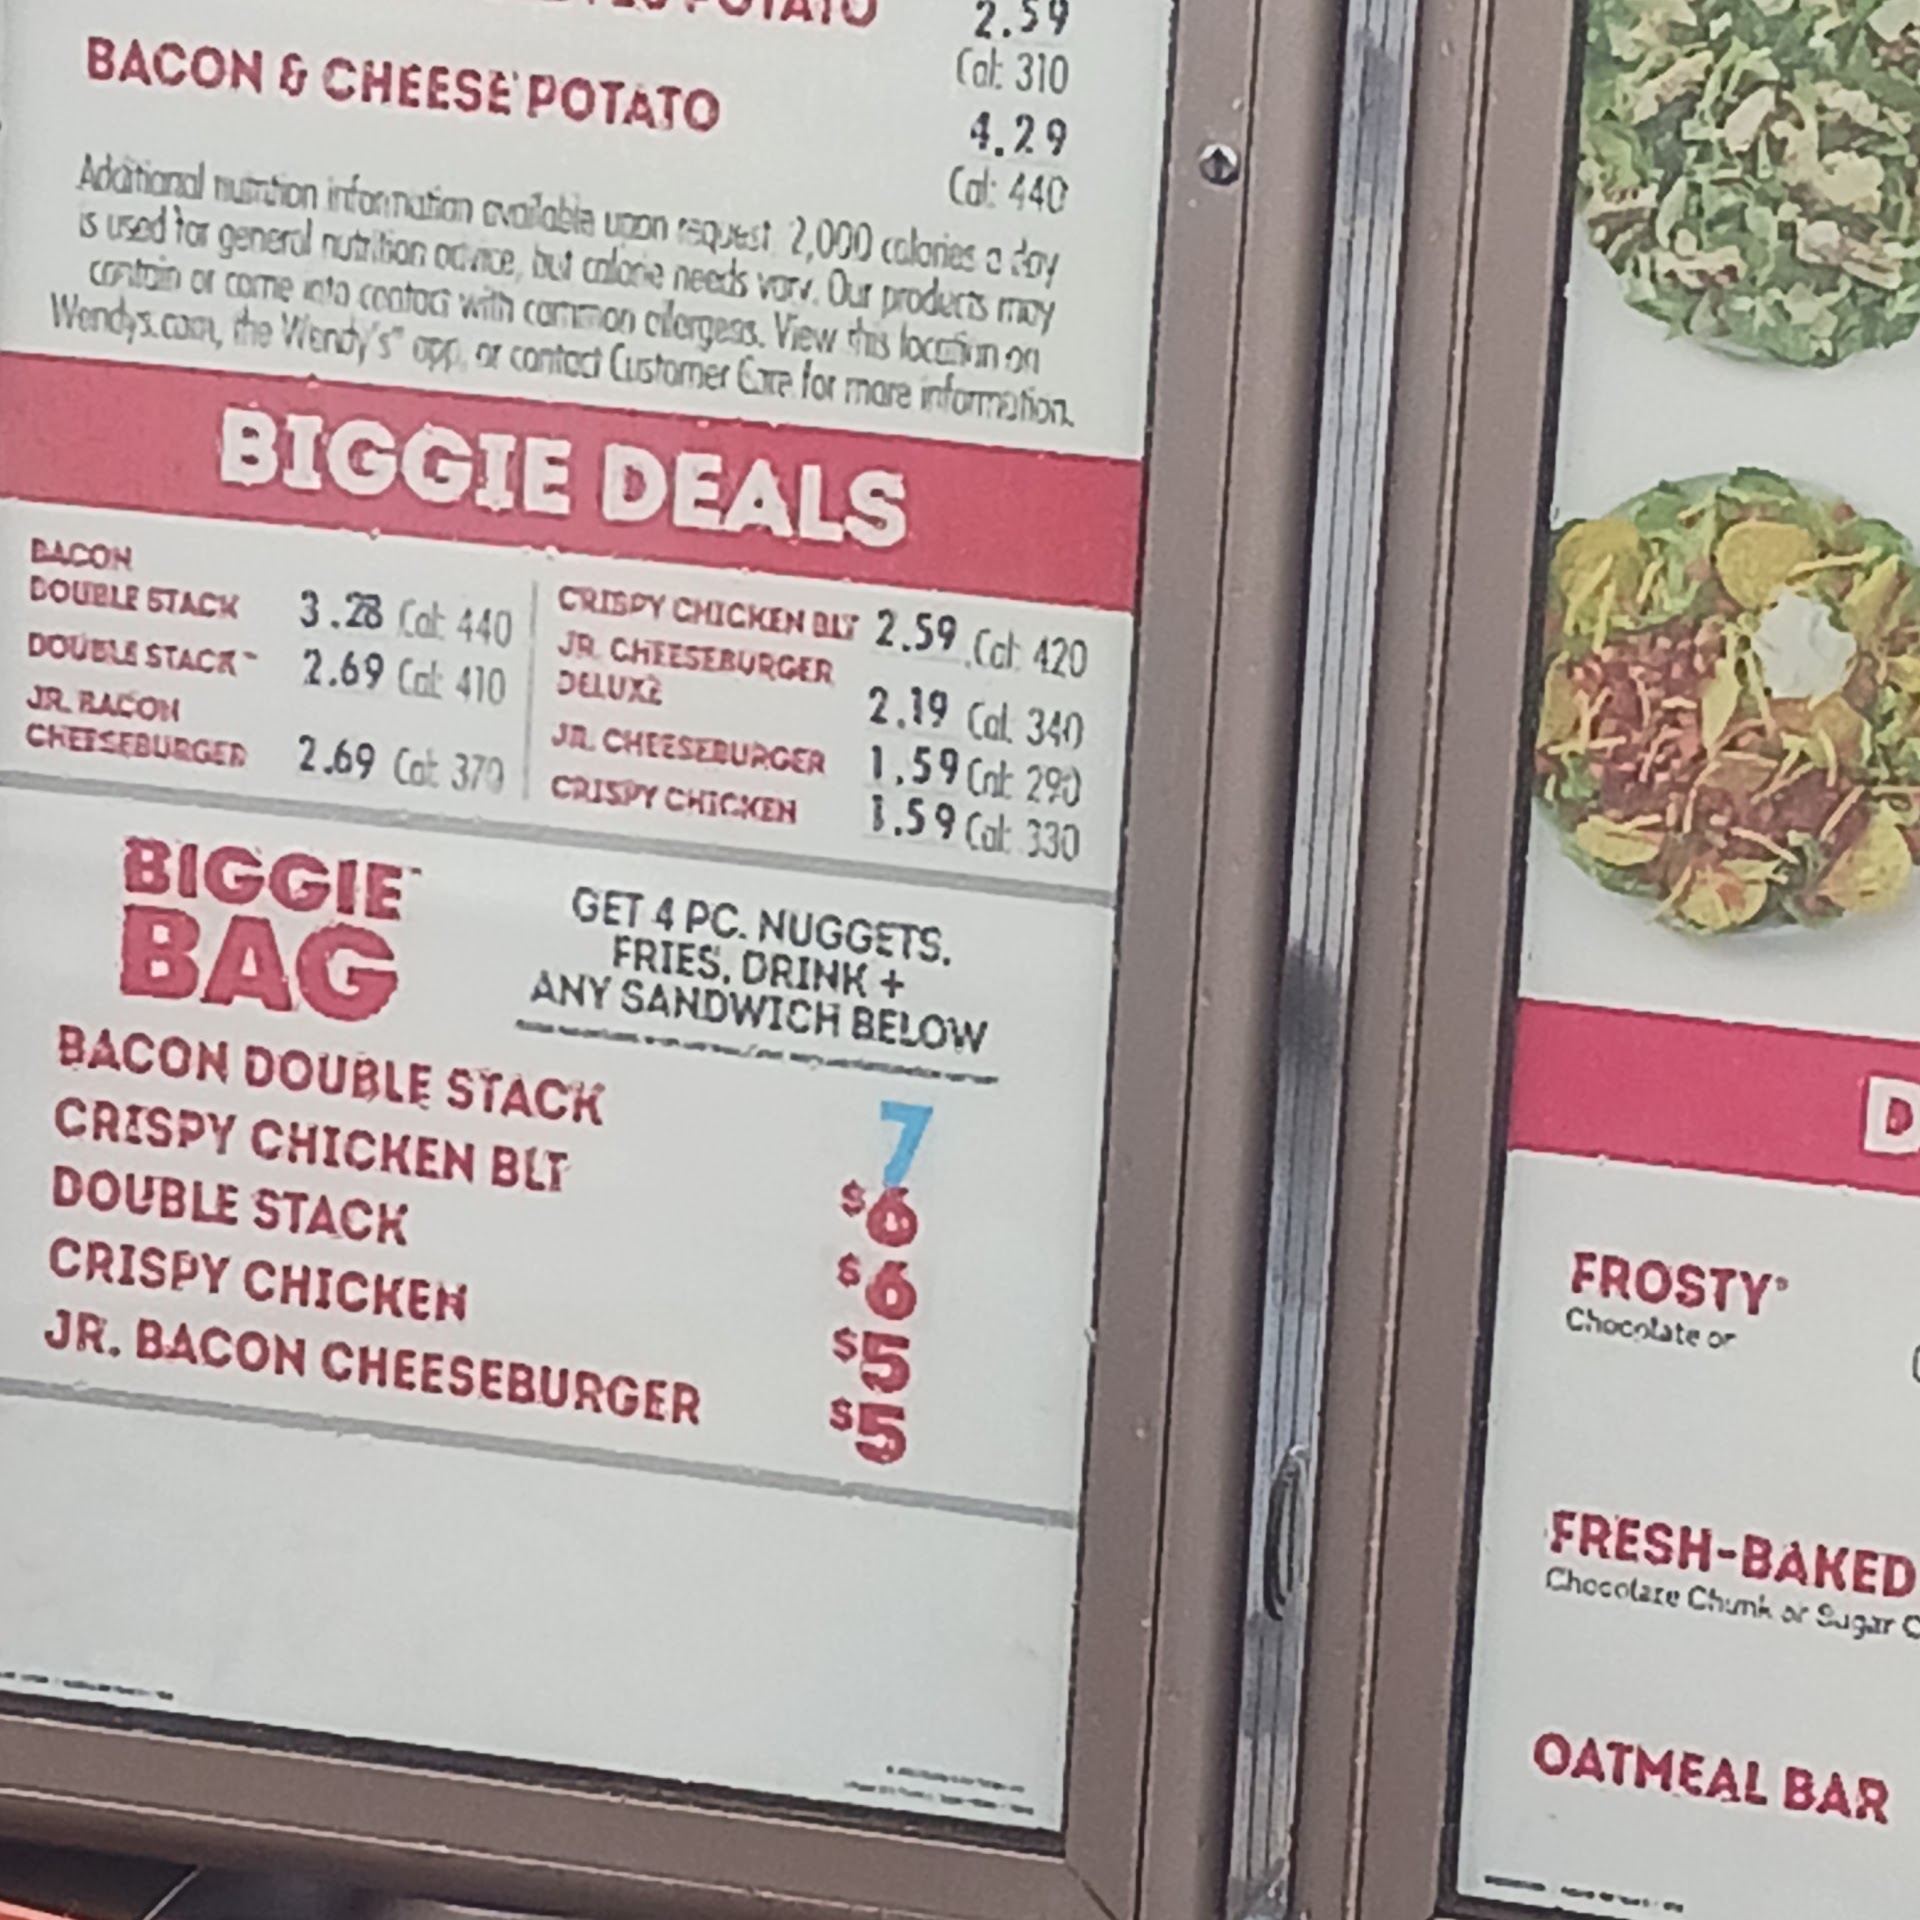 POTATO 2.59
Cal: 310
BACON & CHEESE POTATO 4.29
Cal: 440
Additional nutrition information available upon request. 2,000 calories a day
is used for general nutrition advice, but calorie needs vary. Our products may
contain or come into contact with common allergens. View this location on
Wendys.com, the Wendy's® app, or contact Customer Care for more information.
BIGGIE DEALS
BACON
DOUBLE STACK 3.28 Cal: 440
DOUBLE STACK™ 2.69 Cal: 410
JR. BACON
CHEESEBURGER 2.69 Cal: 370
CRISPY CHICKEN BLT 2.59 Cal: 420
JR. CHEESEBURGER
DELUXE 2.19 Cal: 340
JR. CHEESEBURGER 1.59 Cal: 290
CRISPY CHICKEN 1.59 Cal: 330
BIGGIE™
BAG
GET 4 PC. NUGGETS,
FRIES, DRINK +
ANY SANDWICH BELOW
BACON DOUBLE STACK 7
CRISPY CHICKEN BLT $6
DOUBLE STACK $6
CRISPY CHICKEN $5
JR. BACON CHEESEBURGER $5
D
FROSTY®
Chocolate or
FRESH-BAKED
Chocolate Chunk or Sugar C
OATMEAL BAR